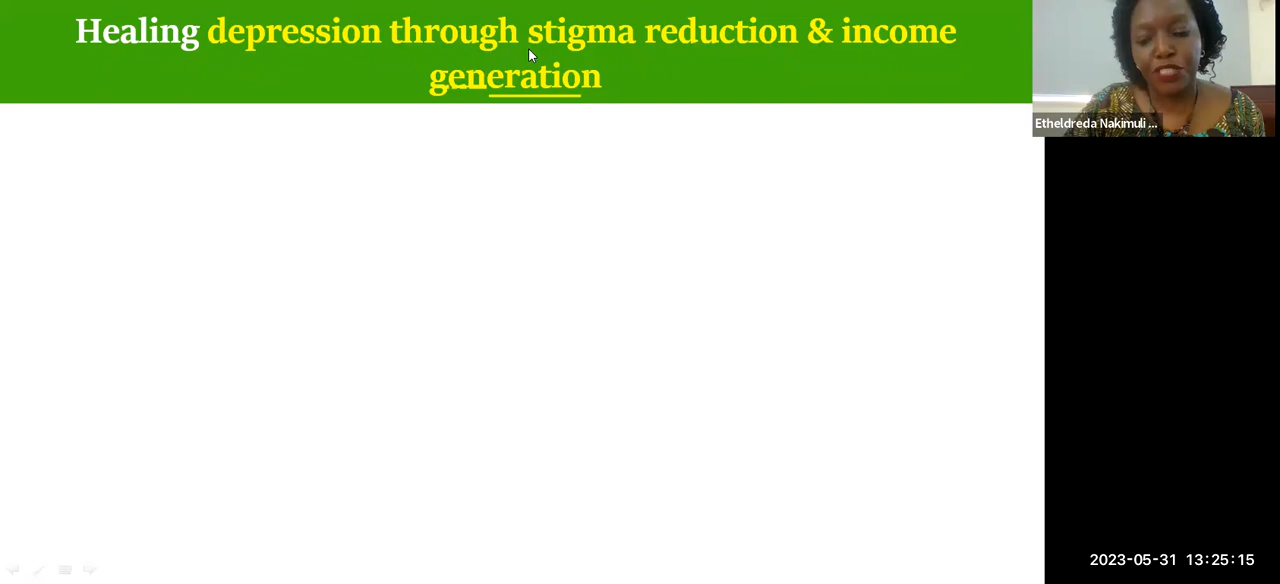 Healing depression through stigma reduction & income
generation
Etheldreda Nakimuli ...
2023-05-31 13:25:15